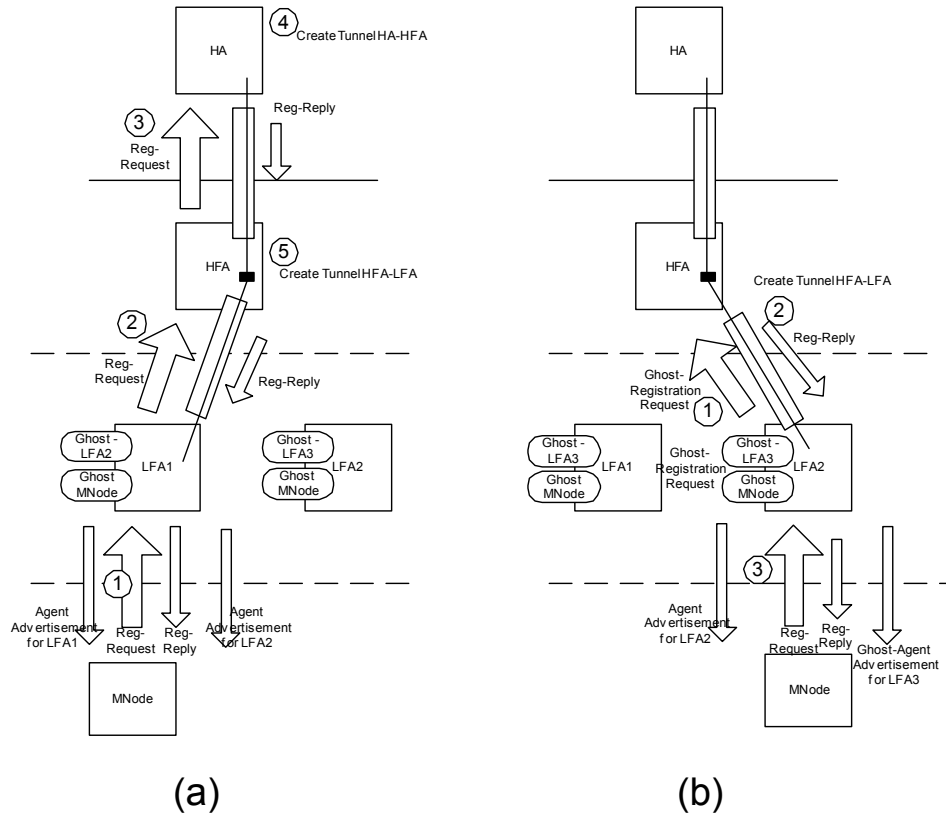 4
Create Tunnel HA-HFA
HA
3
Reg-
Request
Reg-Reply
HFA
5
Create Tunnel HFA-LFA
2
Reg-
Request
Reg-Reply
Ghost -
LFA2
Ghost
MNode
LFA1
Ghost -
LFA3
Ghost
MNode
LFA2
1
Agent
Advertisement
for LFA1
Reg-
Request
Reg-
Reply
Agent
Advertisement
for LFA2
MNode
(a)
HA
HFA
Create Tunnel HFA-LFA
2
Reg-Reply
Ghost-
Registration
Request
1
Ghost -
LFA3
Ghost
MNode
LFA1
Ghost-
Registration
Request
Ghost -
LFA3
Ghost
MNode
LFA2
3
Agent
Advertisement
for LFA2
Reg-
Request
Reg-
Reply
Ghost-Agent
Advertisement
for LFA3
MNode
(b)